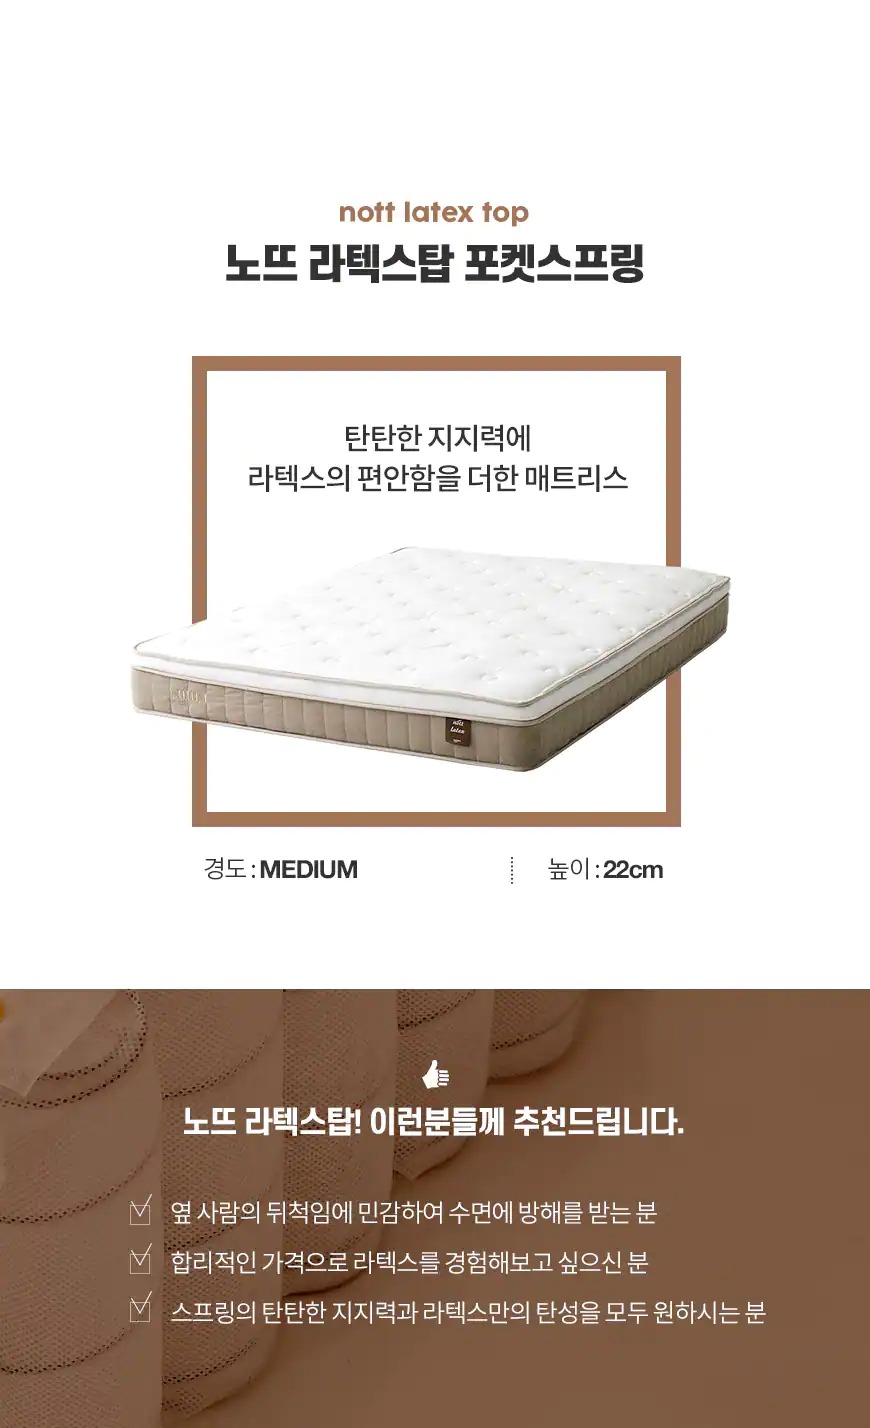 nott latex top
노뜨 라텍스탑 포켓스프링
탄탄한 지지력에
라텍스의 편안함을 더한 매트리스
nott
latex
경도 : MEDIUM
높이 : 22cm
노뜨 라텍스탑! 이런분들께 추천드립니다.
옆 사람의 뒤척임에 민감하여 수면에 방해를 받는 분
합리적인 가격으로 라텍스를 경험해보고 싶으신 분
스프링의 탄탄한 지지력과 라텍스만의 탄성을 모두 원하시는 분